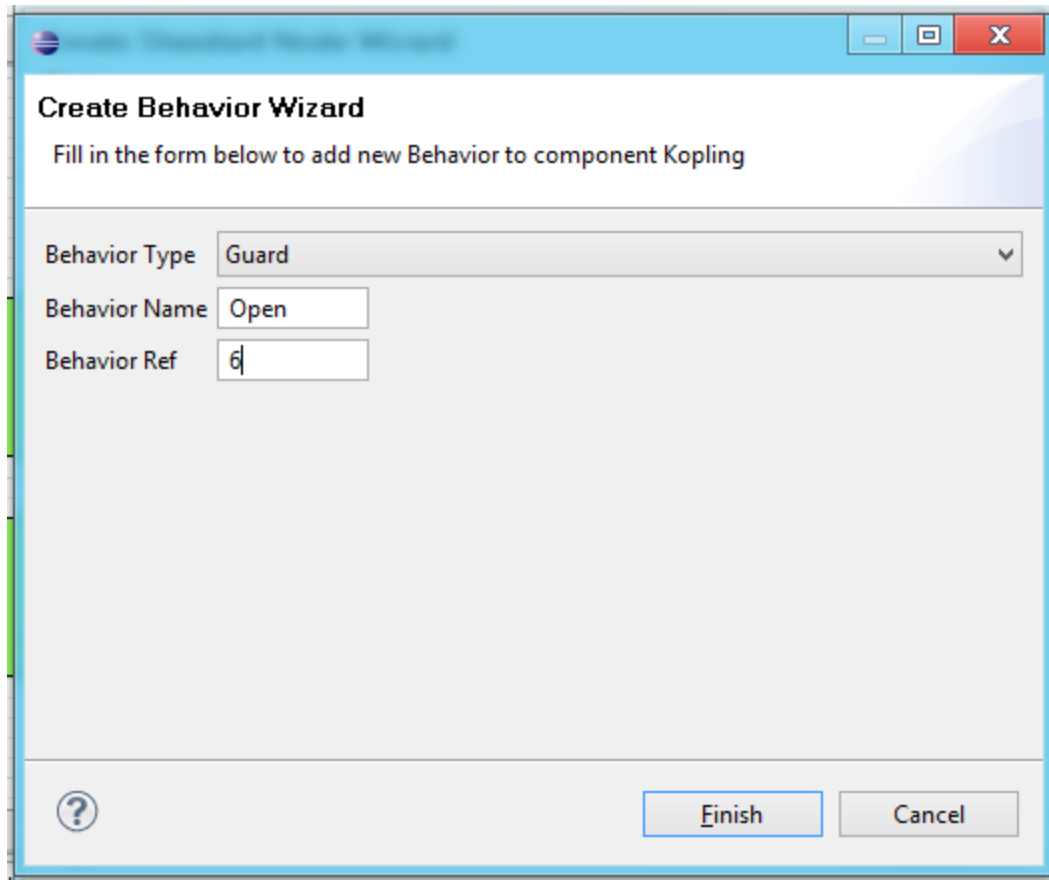 Create Behavior Wizard
Fill in the form below to add new Behavior to component Kopling
Behavior Type Guard
Behavior Name Open
Behavior Ref 6
Finish Cancel